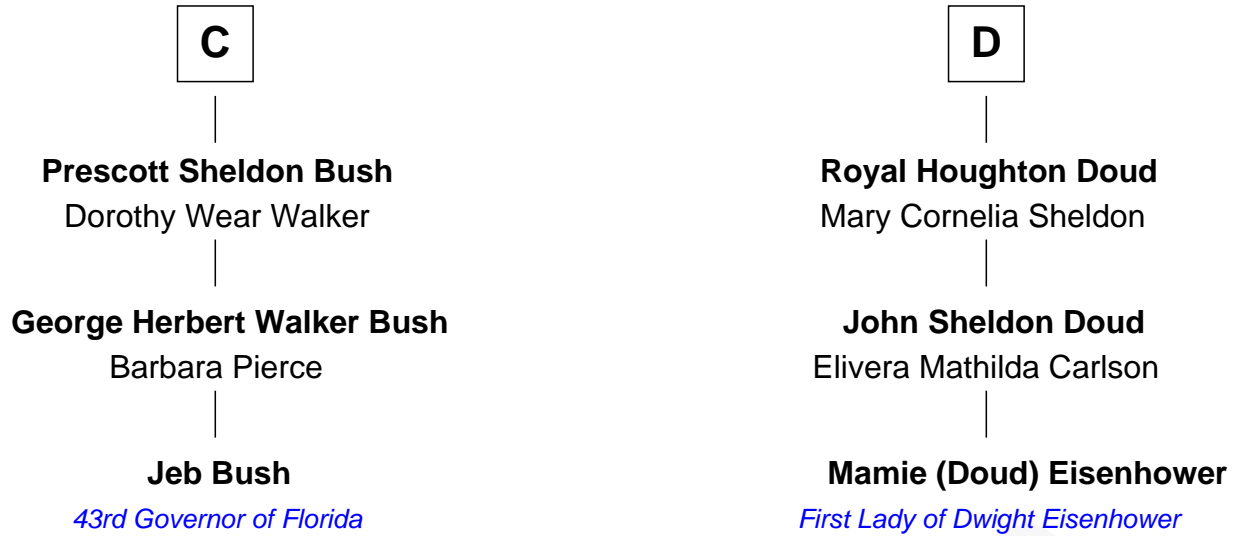 C
Prescott Sheldon Bush
Dorothy Wear Walker
George Herbert Walker Bush
Barbara Pierce
Jeb Bush
43rd Governor of Florida
D
Royal Houghton Doud
Mary Cornelia Sheldon
John Sheldon Doud
Elivera Mathilda Carlson
Mamie (Doud) Eisenhower
First Lady of Dwight Eisenhower